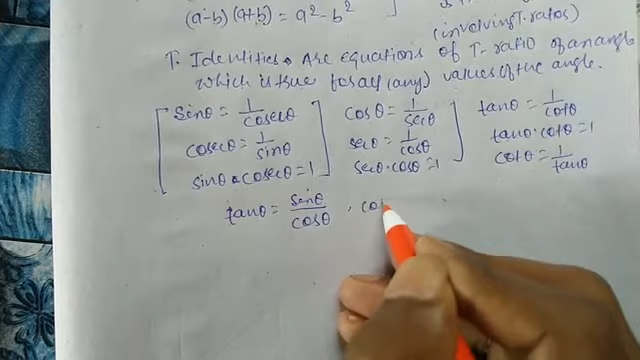 (a-b) (a+b) = a² - b²
(involving T. ratos)
T. Identities. Are equations of T- ratio of an angle
which is true for all (any) values of the angle.
sinθ = 1/cosecθ
cosecθ = 1/sinθ
sinθ • cosecθ = 1
cosθ = 1/secθ
secθ = 1/cosθ
secθ . cosθ = 1
tanθ = 1/cotθ
tanθ . cotθ = 1
cotθ = 1/tanθ
tanθ = sinθ/cosθ , co